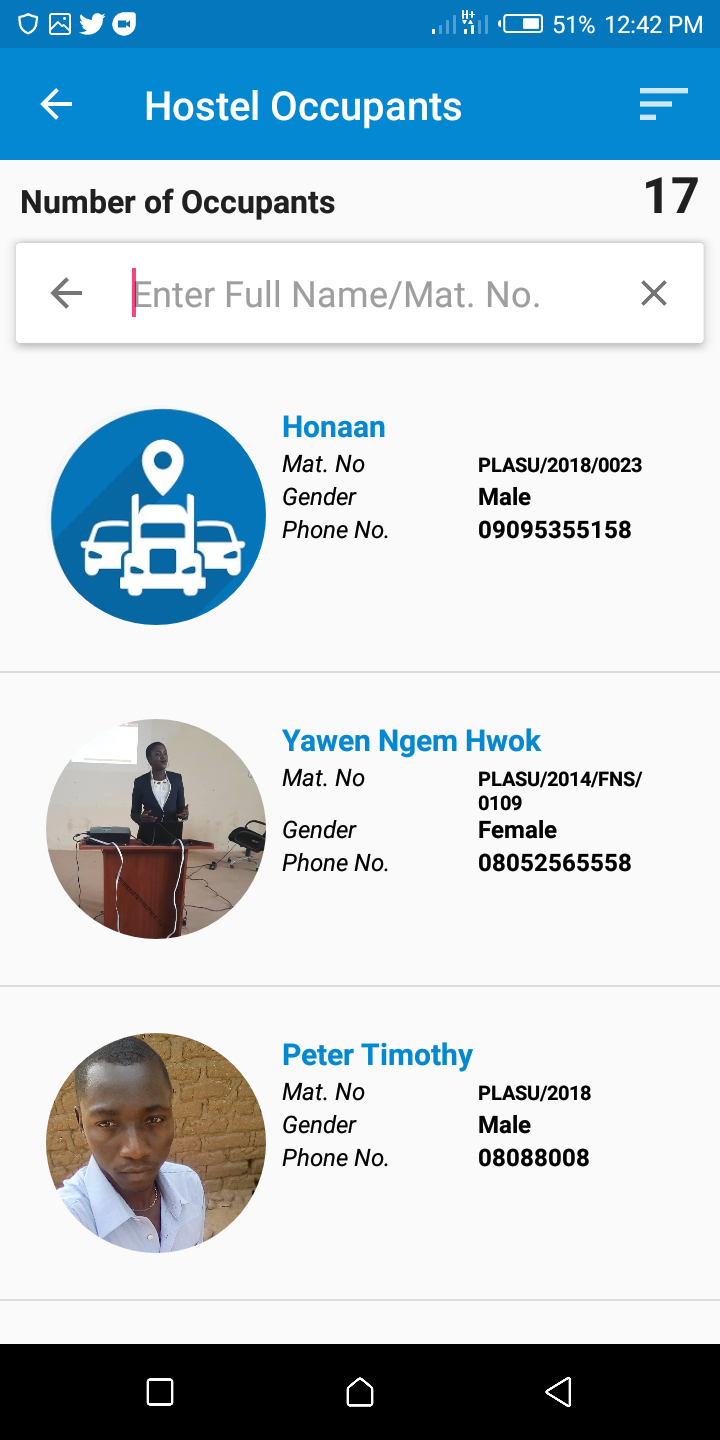 51% 12:42 PM
Hostel Occupants
Number of Occupants 17
Enter Full Name/Mat. No.
Honaan
Mat. No PLASU/2018/0023
Gender Male
Phone No. 09095355158
Yawen Ngem Hwok
Mat. No PLASU/2014/FNS/
0109
Gender Female
Phone No. 08052565558
Peter Timothy
Mat. No PLASU/2018
Gender Male
Phone No. 08088008